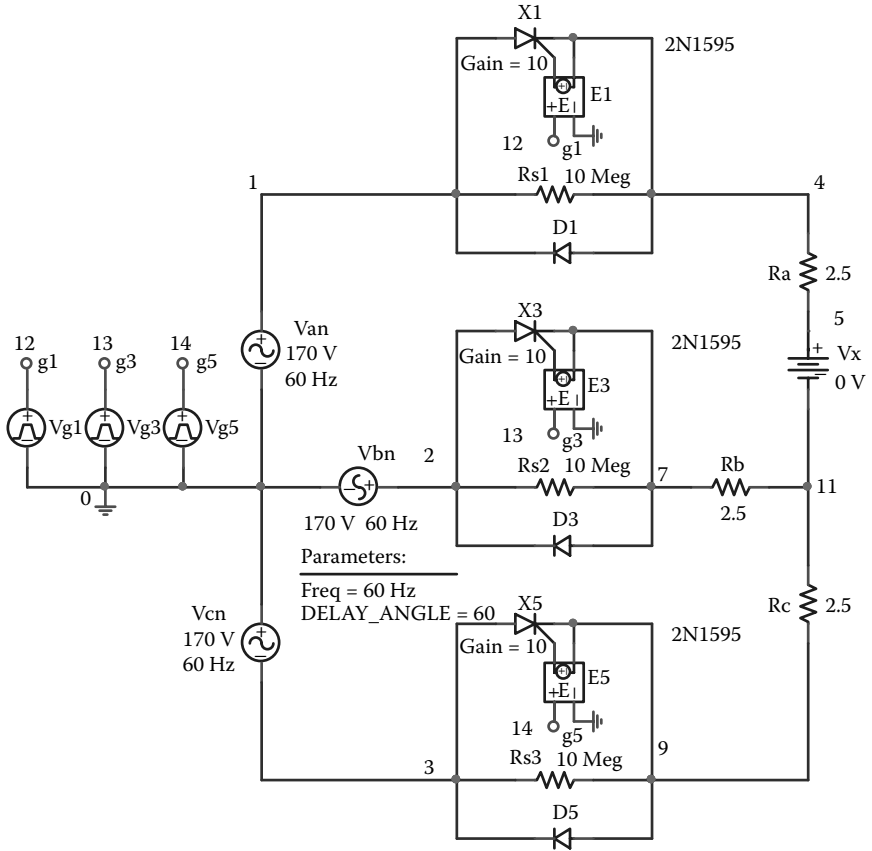 X1
2N1595
Gain = 10
+E – E1
12 g1
Rs1 10 Meg
1
4
D1
Ra 2.5
5
+ Vx
– 0 V
X3
2N1595
Gain = 10
+E – E3
13 g3
Van
170 V
60 Hz
12 13 14
g1 g3 g5
Vg1 Vg3 Vg5
0
Vbn
2
Rs2 10 Meg
7
Rb
11
2.5
170 V 60 Hz
D3
Parameters:
Freq = 60 Hz
DELAY_ANGLE = 60
X5
2N1595
Gain = 10
+E – E5
14 g5
Vcn
170 V
60 Hz
Rc 2.5
3
Rs3 10 Meg
9
D5